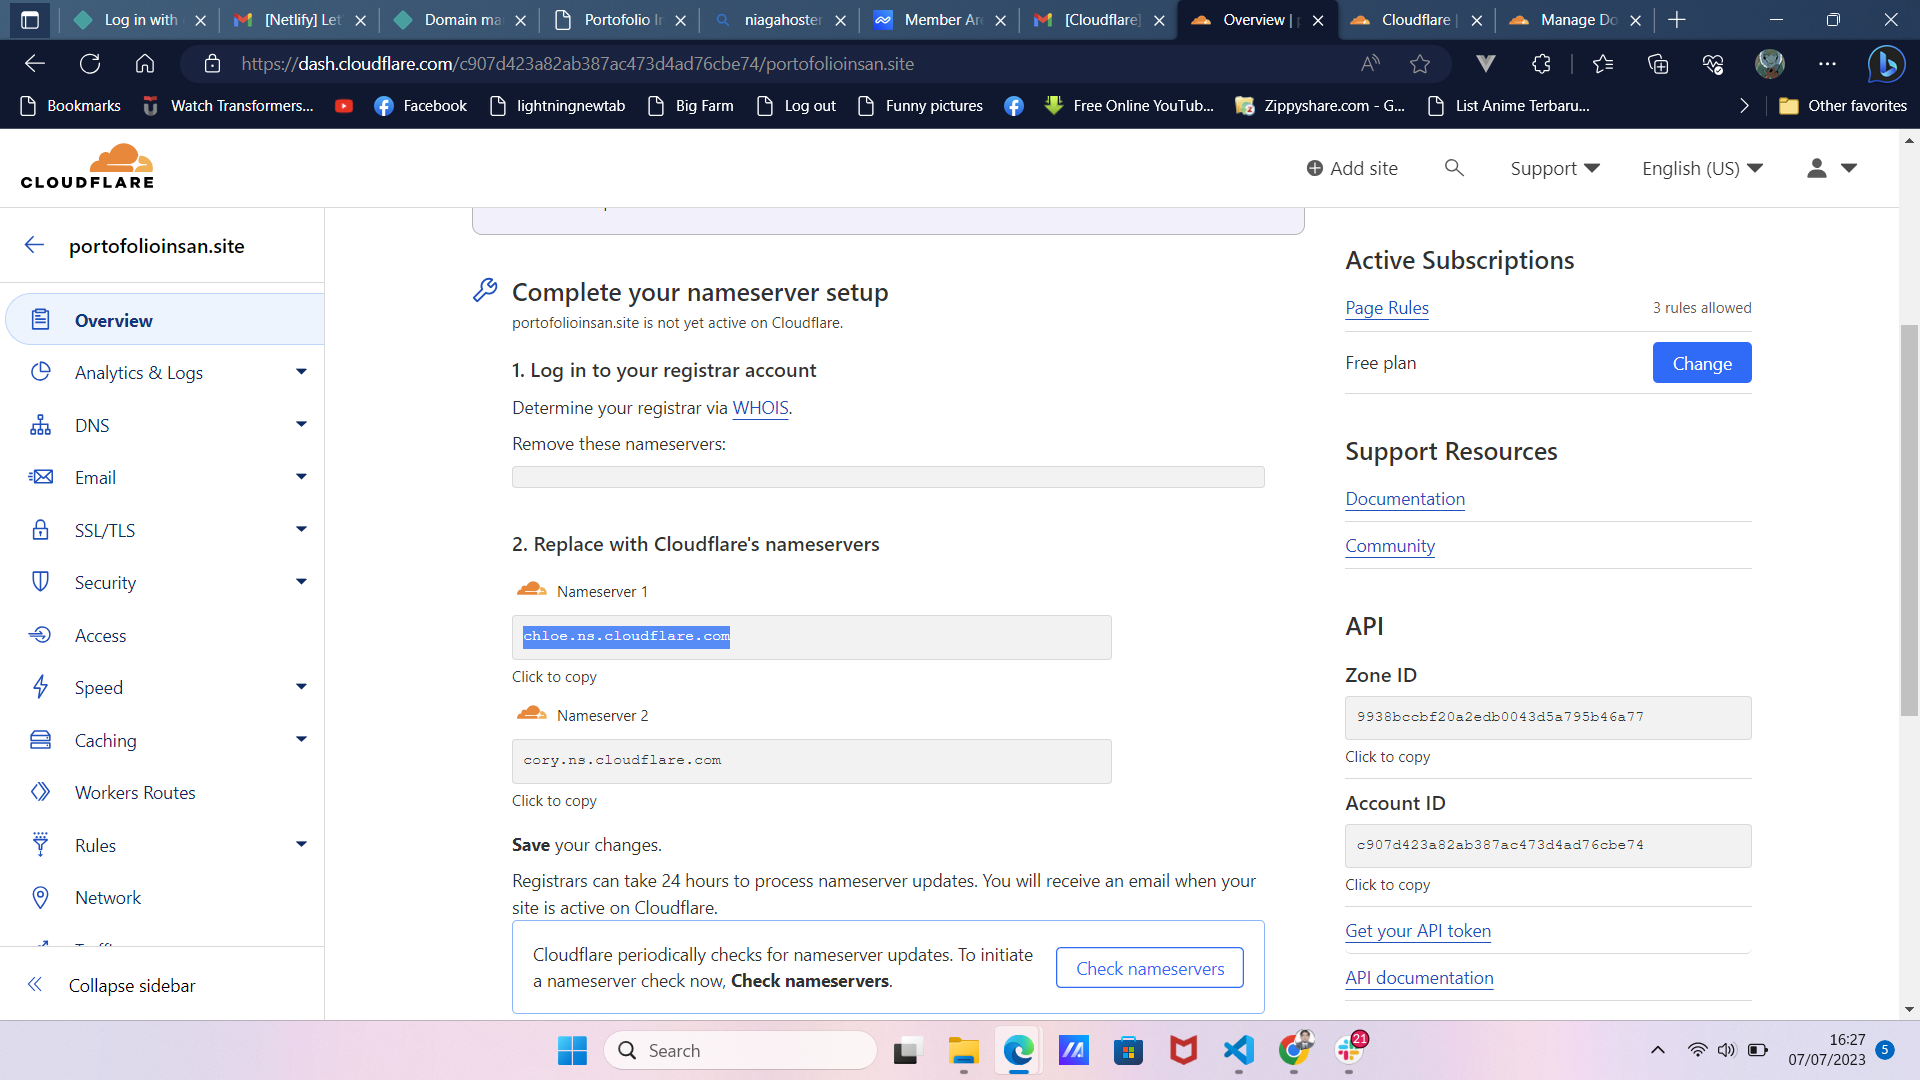 Log in with
[Netlify] Let'
Domain ma
Portofolio I
niagahoster
Member Are
[Cloudflare]
Overview | p
Cloudflare |
Manage Do
https://dash.cloudflare.com/c907d423a82ab387ac473d4ad76cbe74/portofolioinsan.site
Bookmarks
Watch Transformers...
Facebook
lightningnewtab
Big Farm
Log out
Funny pictures
Free Online YouTub...
Zippyshare.com - G...
List Anime Terbaru...
Other favorites
CLOUDFLARE
Add site
Support
English (US)
portofolioinsan.site
Overview
Analytics & Logs
DNS
Email
SSL/TLS
Security
Access
Speed
Caching
Workers Routes
Rules
Network
Collapse sidebar
Complete your nameserver setup
portofolioinsan.site is not yet active on Cloudflare.
1. Log in to your registrar account
Determine your registrar via WHOIS.
Remove these nameservers:
2. Replace with Cloudflare's nameservers
Nameserver 1
chloe.ns.cloudflare.com
Click to copy
Nameserver 2
cory.ns.cloudflare.com
Click to copy
Save your changes.
Registrars can take 24 hours to process nameserver updates. You will receive an email when your
site is active on Cloudflare.
Cloudflare periodically checks for nameserver updates. To initiate
a nameserver check now, Check nameservers.
Check nameservers
Active Subscriptions
Page Rules
3 rules allowed
Free plan
Change
Support Resources
Documentation
Community
API
Zone ID
9938bccbf20a2edb0043d5a795b46a77
Click to copy
Account ID
c907d423a82ab387ac473d4ad76cbe74
Click to copy
Get your API token
API documentation
Search
21
16:27
07/07/2023
5